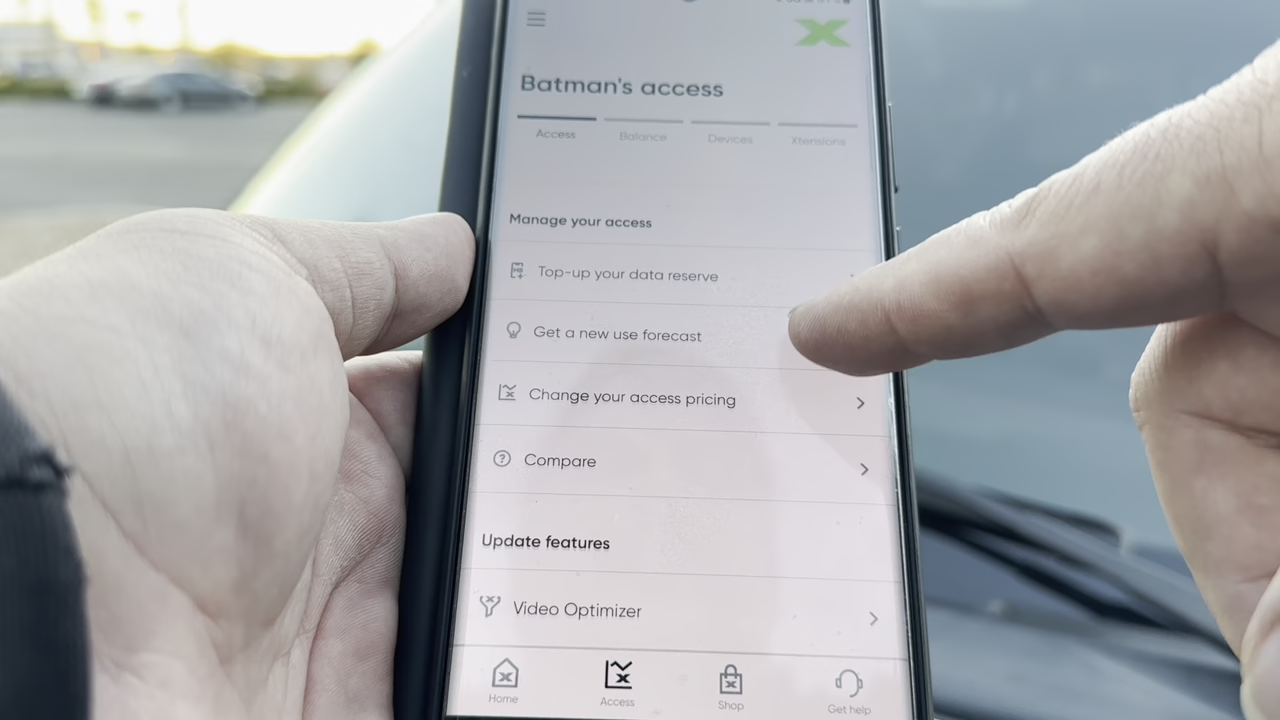 Batman's access
Access Balance Devices Xtensions
Manage your access
Top-up your data reserve
Get a new use forecast
Change your access pricing
Compare
Update features
Video Optimizer
Home Access Shop Get help